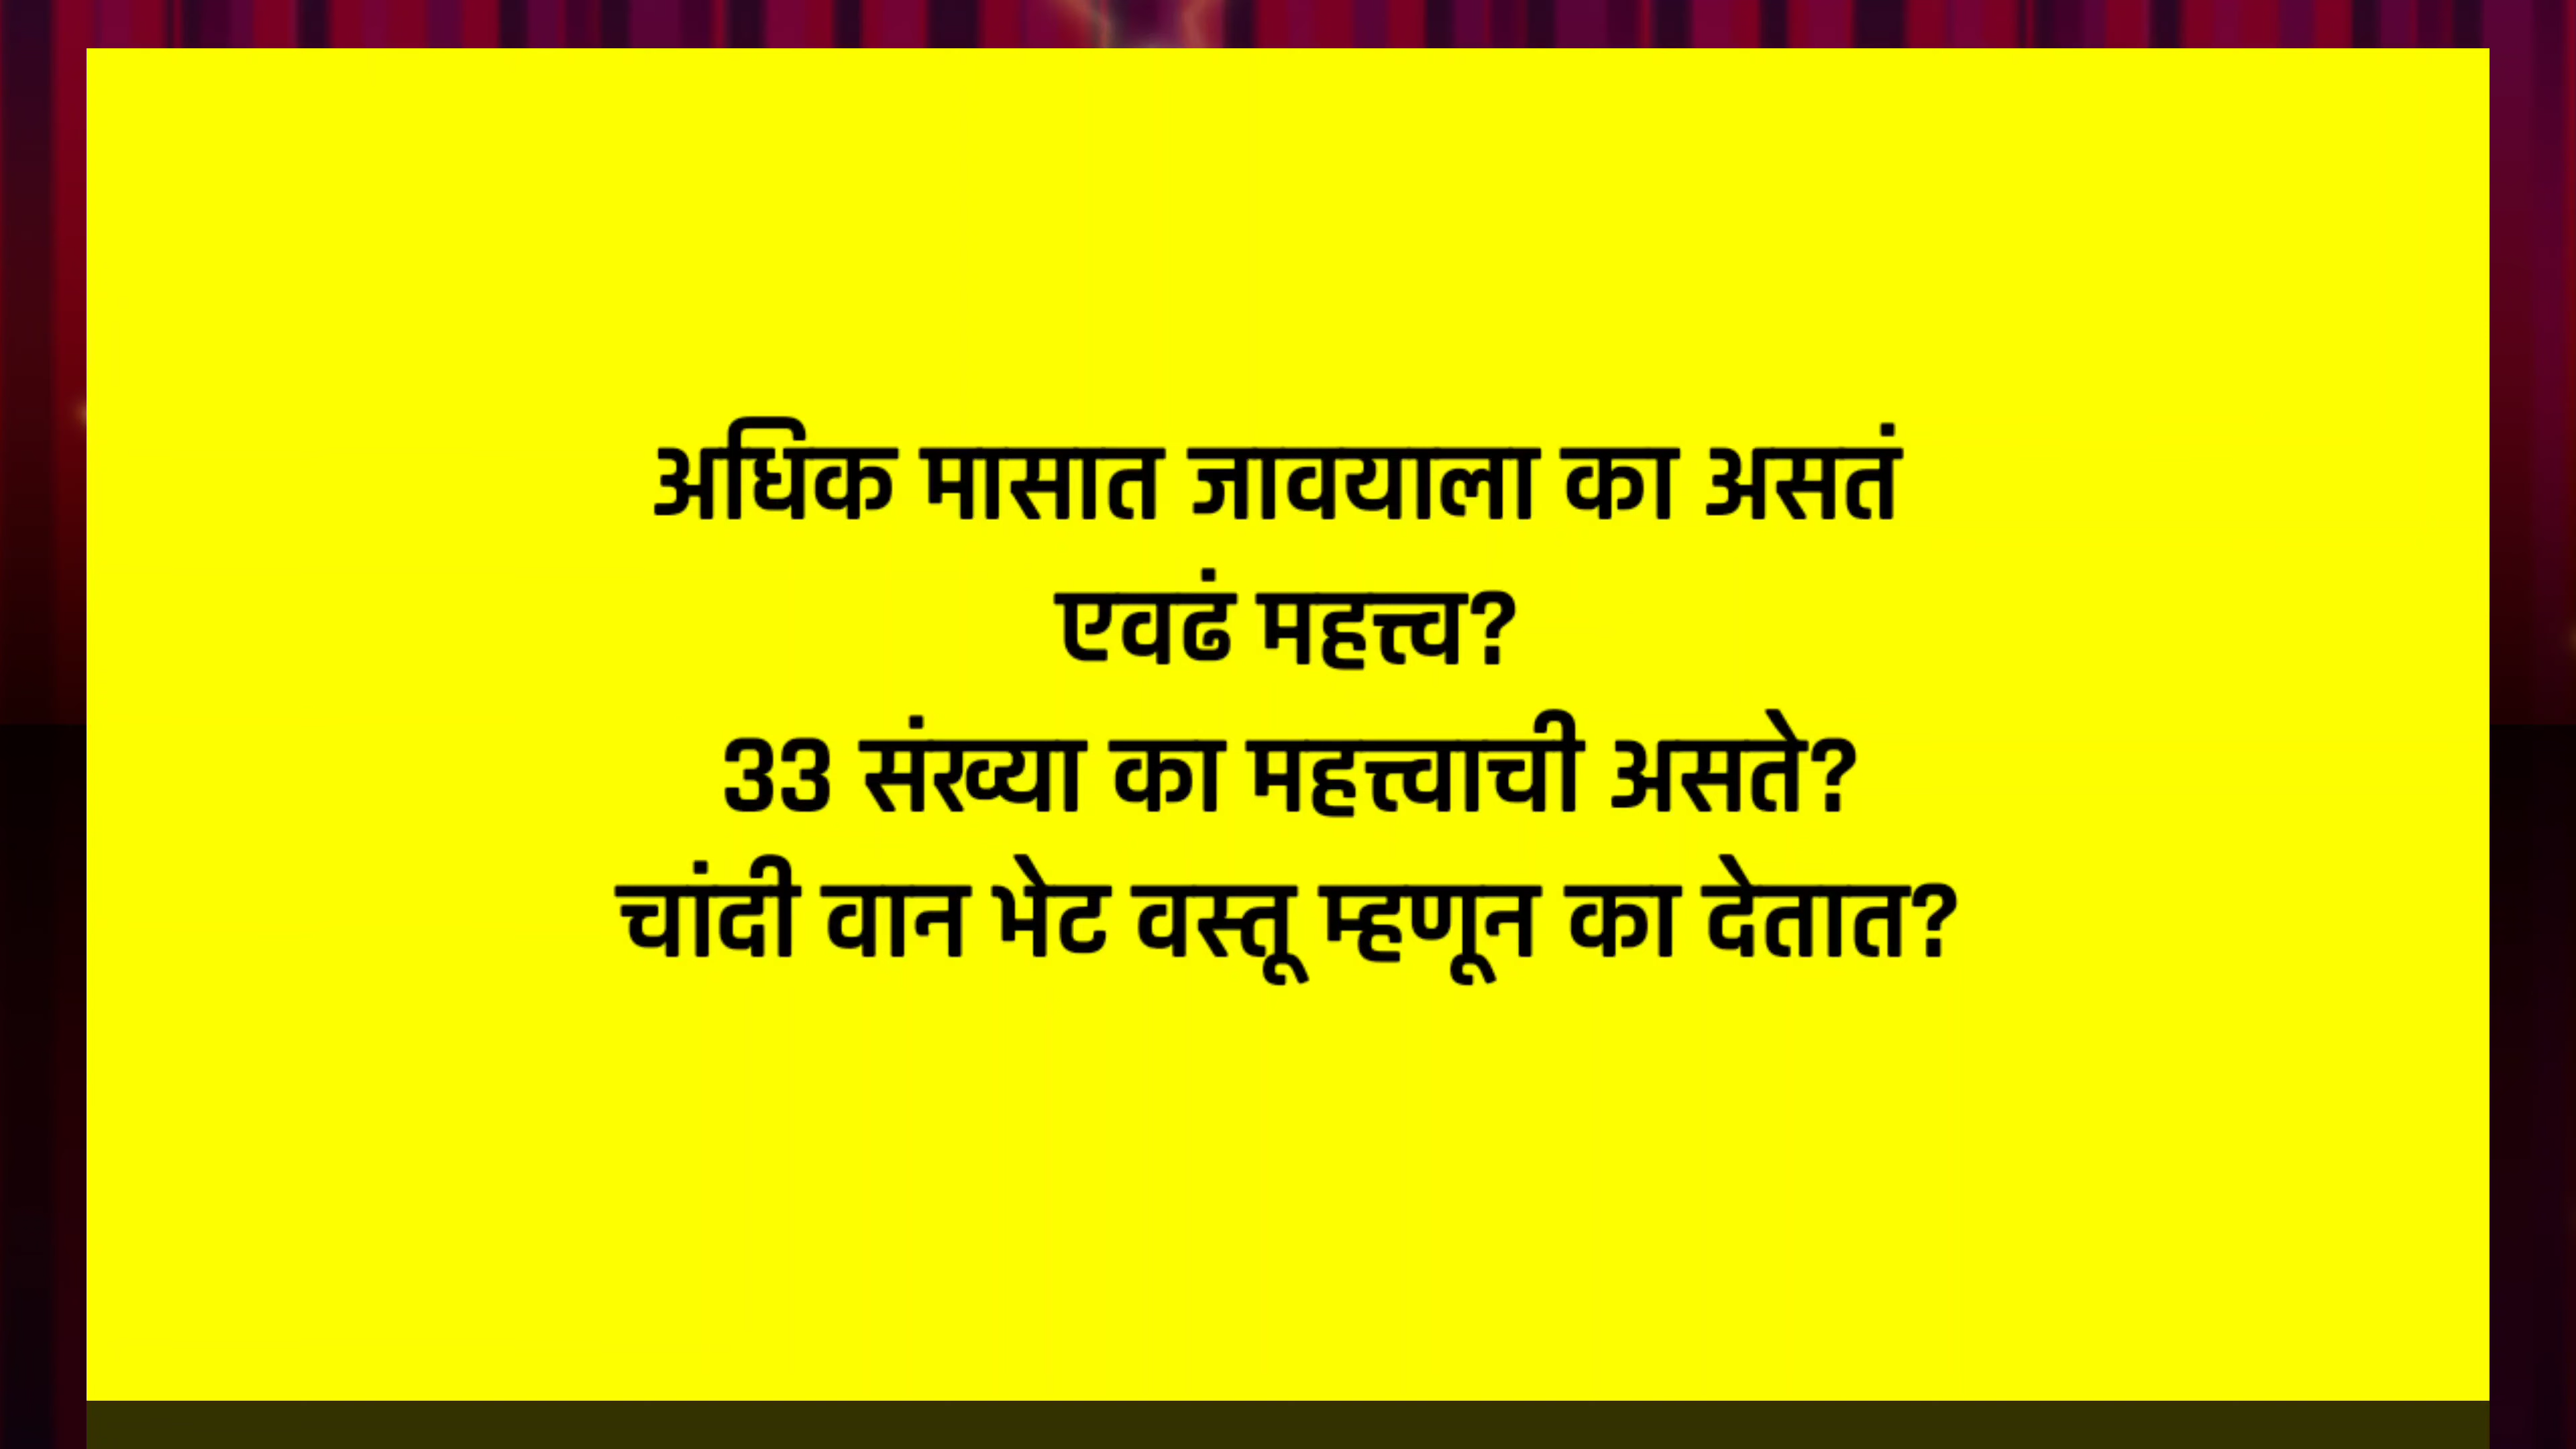 अधिक मासात जावयाला का असतं
एवढं महत्त्व?
33 संख्या का महत्त्वाची असते?
चांदी वान भेट वस्तू म्हणून का देतात?